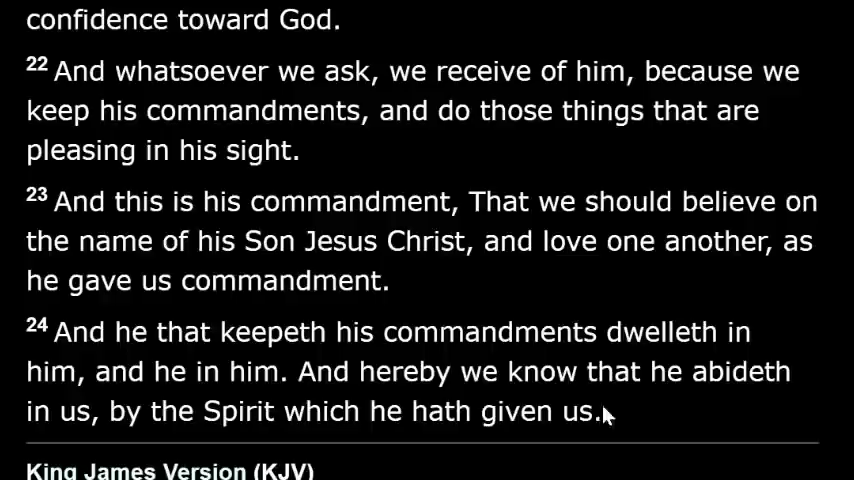 confidence toward God.
22 And whatsoever we ask, we receive of him, because we
keep his commandments, and do those things that are
pleasing in his sight.
23 And this is his commandment, That we should believe on
the name of his Son Jesus Christ, and love one another, as
he gave us commandment.
24 And he that keepeth his commandments dwelleth in
him, and he in him. And hereby we know that he abideth
in us, by the Spirit which he hath given us.
King James Version (KJV)